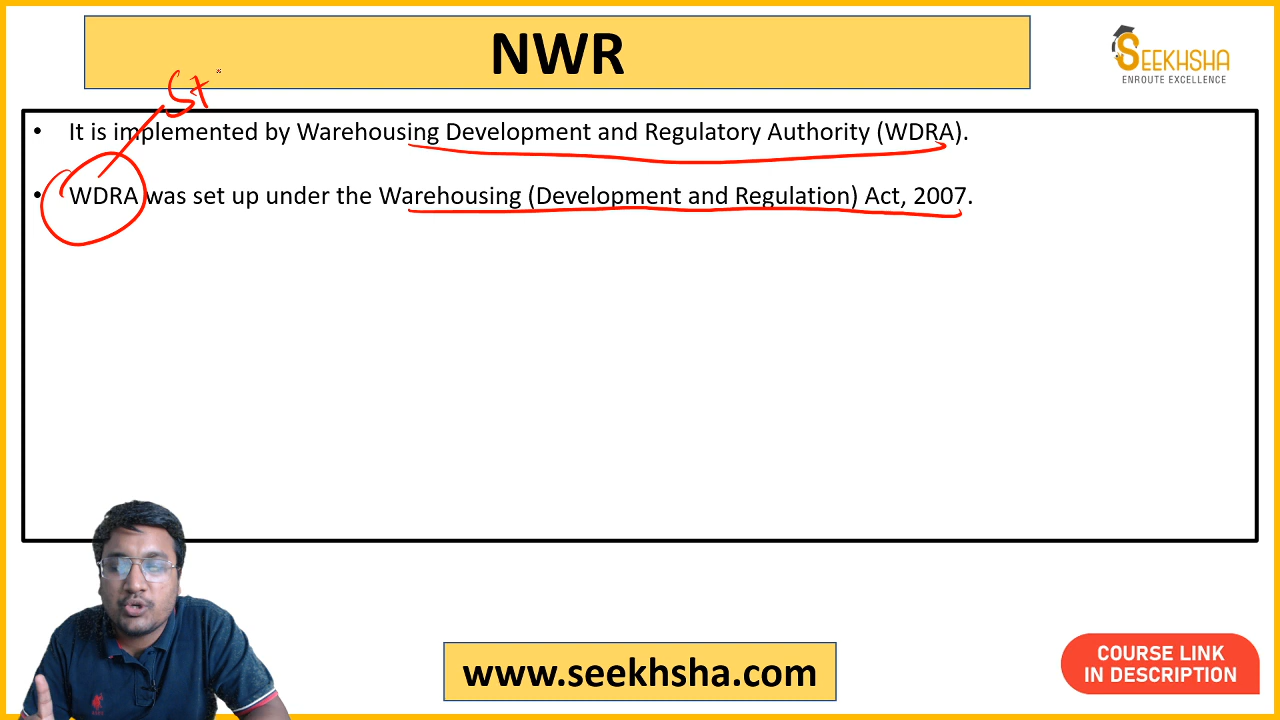 NWR
SEEKHSHA
ENROUTE EXCELLENCE
St
• It is implemented by Warehousing Development and Regulatory Authority (WDRA).
• WDRA was set up under the Warehousing (Development and Regulation) Act, 2007.
www.seekhsha.com
COURSE LINK
IN DESCRIPTION